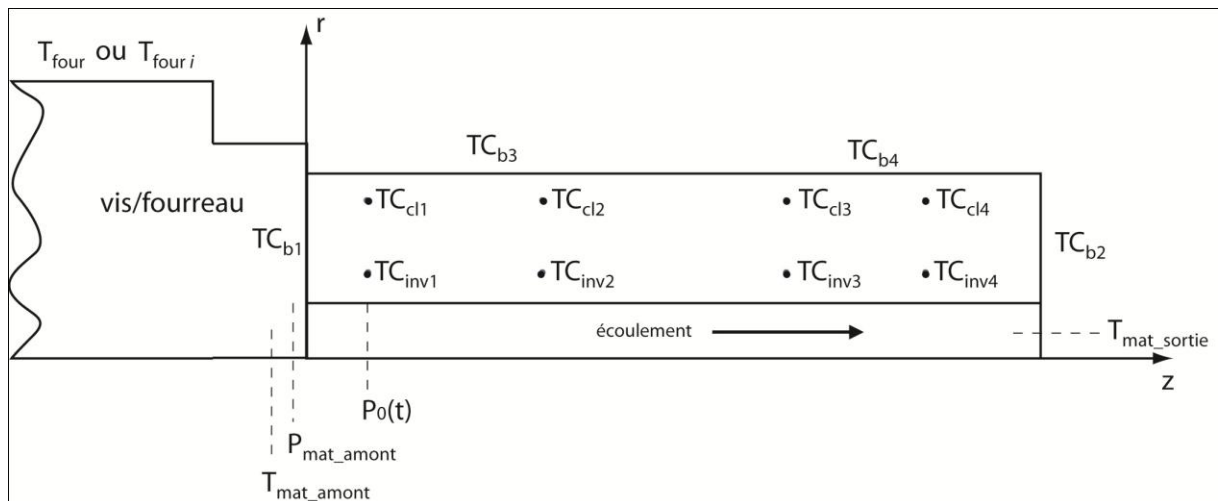 r
T_four ou T_four i
TC_b3
TC_b4
vis/fourreau
TC_cl1
TC_cl2
TC_cl3
TC_cl4
TC_b1
TC_b2
TC_inv1
TC_inv2
TC_inv3
TC_inv4
écoulement
T_mat_sortie
z
P_0(t)
P_mat_amont
T_mat_amont